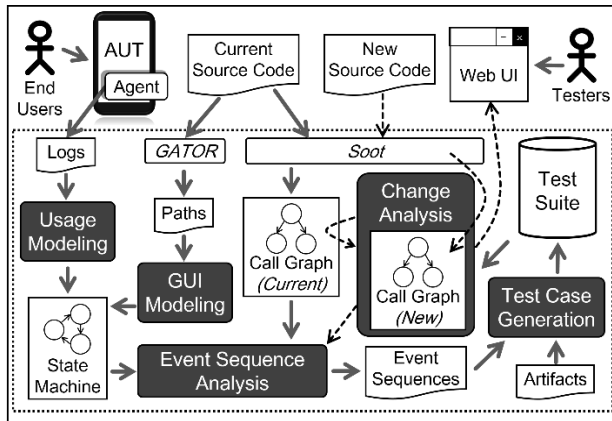 End
Users
AUT
Agent
Current
Source Code
New
Source Code
- x
Web UI
Testers
Logs
GATOR
Soot
Usage
Modeling
Paths
GUI
Modeling
Call Graph
(Current)
Change
Analysis
Call Graph
(New)
Test
Suite
Test Case
Generation
State
Machine
Event Sequence
Analysis
Event
Sequences
Artifacts